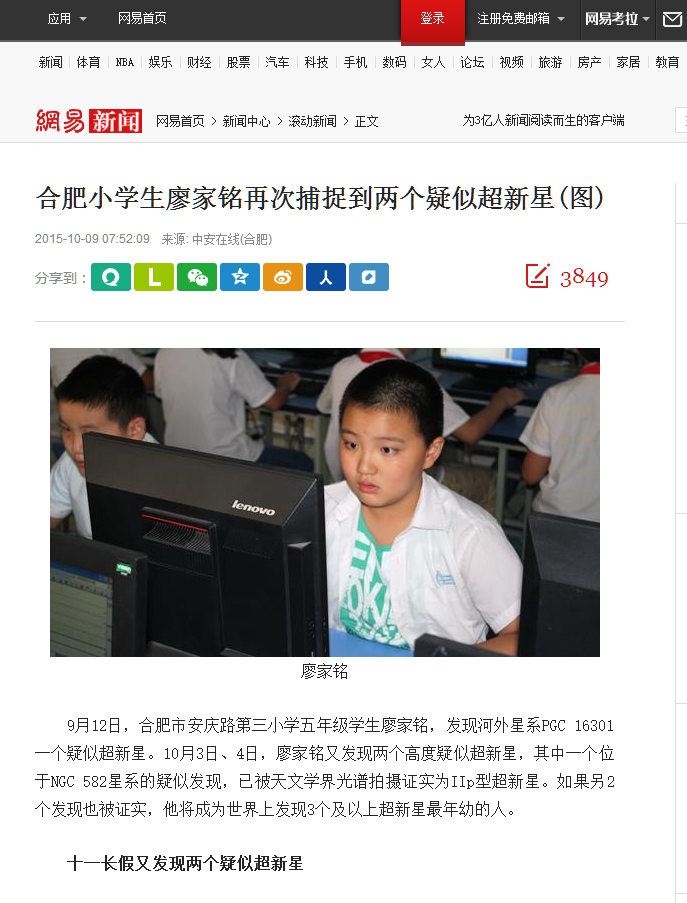 应用 网易首页 登录 注册免费邮箱 网易考拉
新闻 体育 NBA 娱乐 财经 股票 汽车 科技 手机 数码 女人 论坛 视频 旅游 房产 家居 教育
網易 新闻 网易首页 > 新闻中心 > 滚动新闻 > 正文 为3亿人新闻阅读而生的客户端
合肥小学生廖家铭再次捕捉到两个疑似超新星(图)
2015-10-09 07:52:09 来源: 中安在线(合肥)
分享到： 3849
lenovo
廖家铭
9月12日，合肥市安庆路第三小学五年级学生廖家铭，发现河外星系PGC 16301
一个疑似超新星。10月3日、4日，廖家铭又发现两个高度疑似超新星，其中一个位
于NGC 582星系的疑似发现，已被天文学界光谱拍摄证实为IIp型超新星。如果另2
个发现也被证实，他将成为世界上发现3个及以上超新星最年幼的人。
十一长假又发现两个疑似超新星